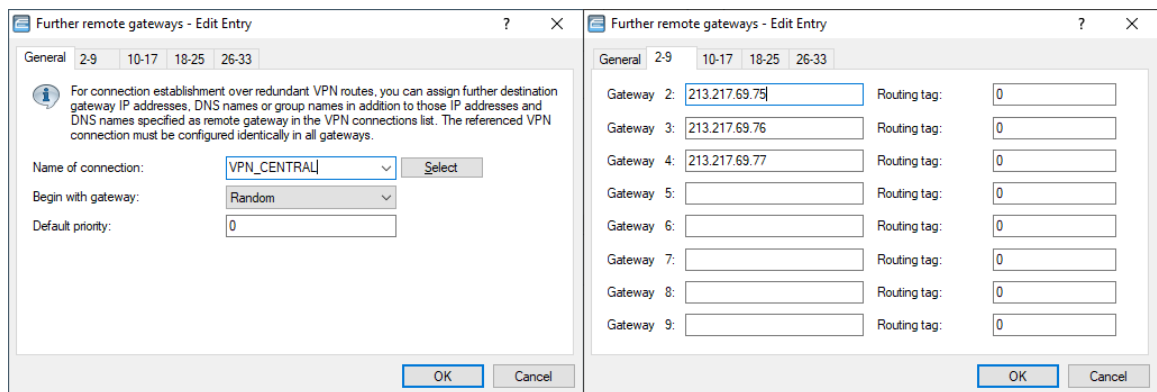 Further remote gateways - Edit Entry
General 2-9 10-17 18-25 26-33
For connection establishment over redundant VPN routes, you can assign further destination
gateway IP addresses, DNS names or group names in addition to those IP addresses and
DNS names specified as remote gateway in the VPN connections list. The referenced VPN
connection must be configured identically in all gateways.
Name of connection: VPN_CENTRAL Select
Begin with gateway: Random
Default priority: 0
OK Cancel
Further remote gateways - Edit Entry
General 2-9 10-17 18-25 26-33
Gateway 2: 213.217.69.75 Routing tag: 0
Gateway 3: 213.217.69.76 Routing tag: 0
Gateway 4: 213.217.69.77 Routing tag: 0
Gateway 5: Routing tag: 0
Gateway 6: Routing tag: 0
Gateway 7: Routing tag: 0
Gateway 8: Routing tag: 0
Gateway 9: Routing tag: 0
OK Cancel